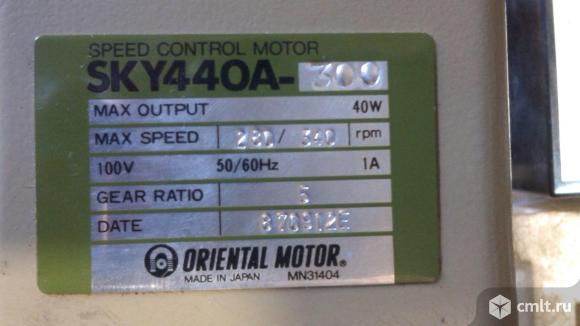 SPEED CONTROL MOTOR
SKY440A-300
MAX OUTPUT 40W
MAX SPEED 280/ 340 rpm
100V 50/60Hz 1A
GEAR RATIO 5
DATE 870912E
ORIENTAL MOTOR®
MADE IN JAPAN MN31404
cmlt.ru